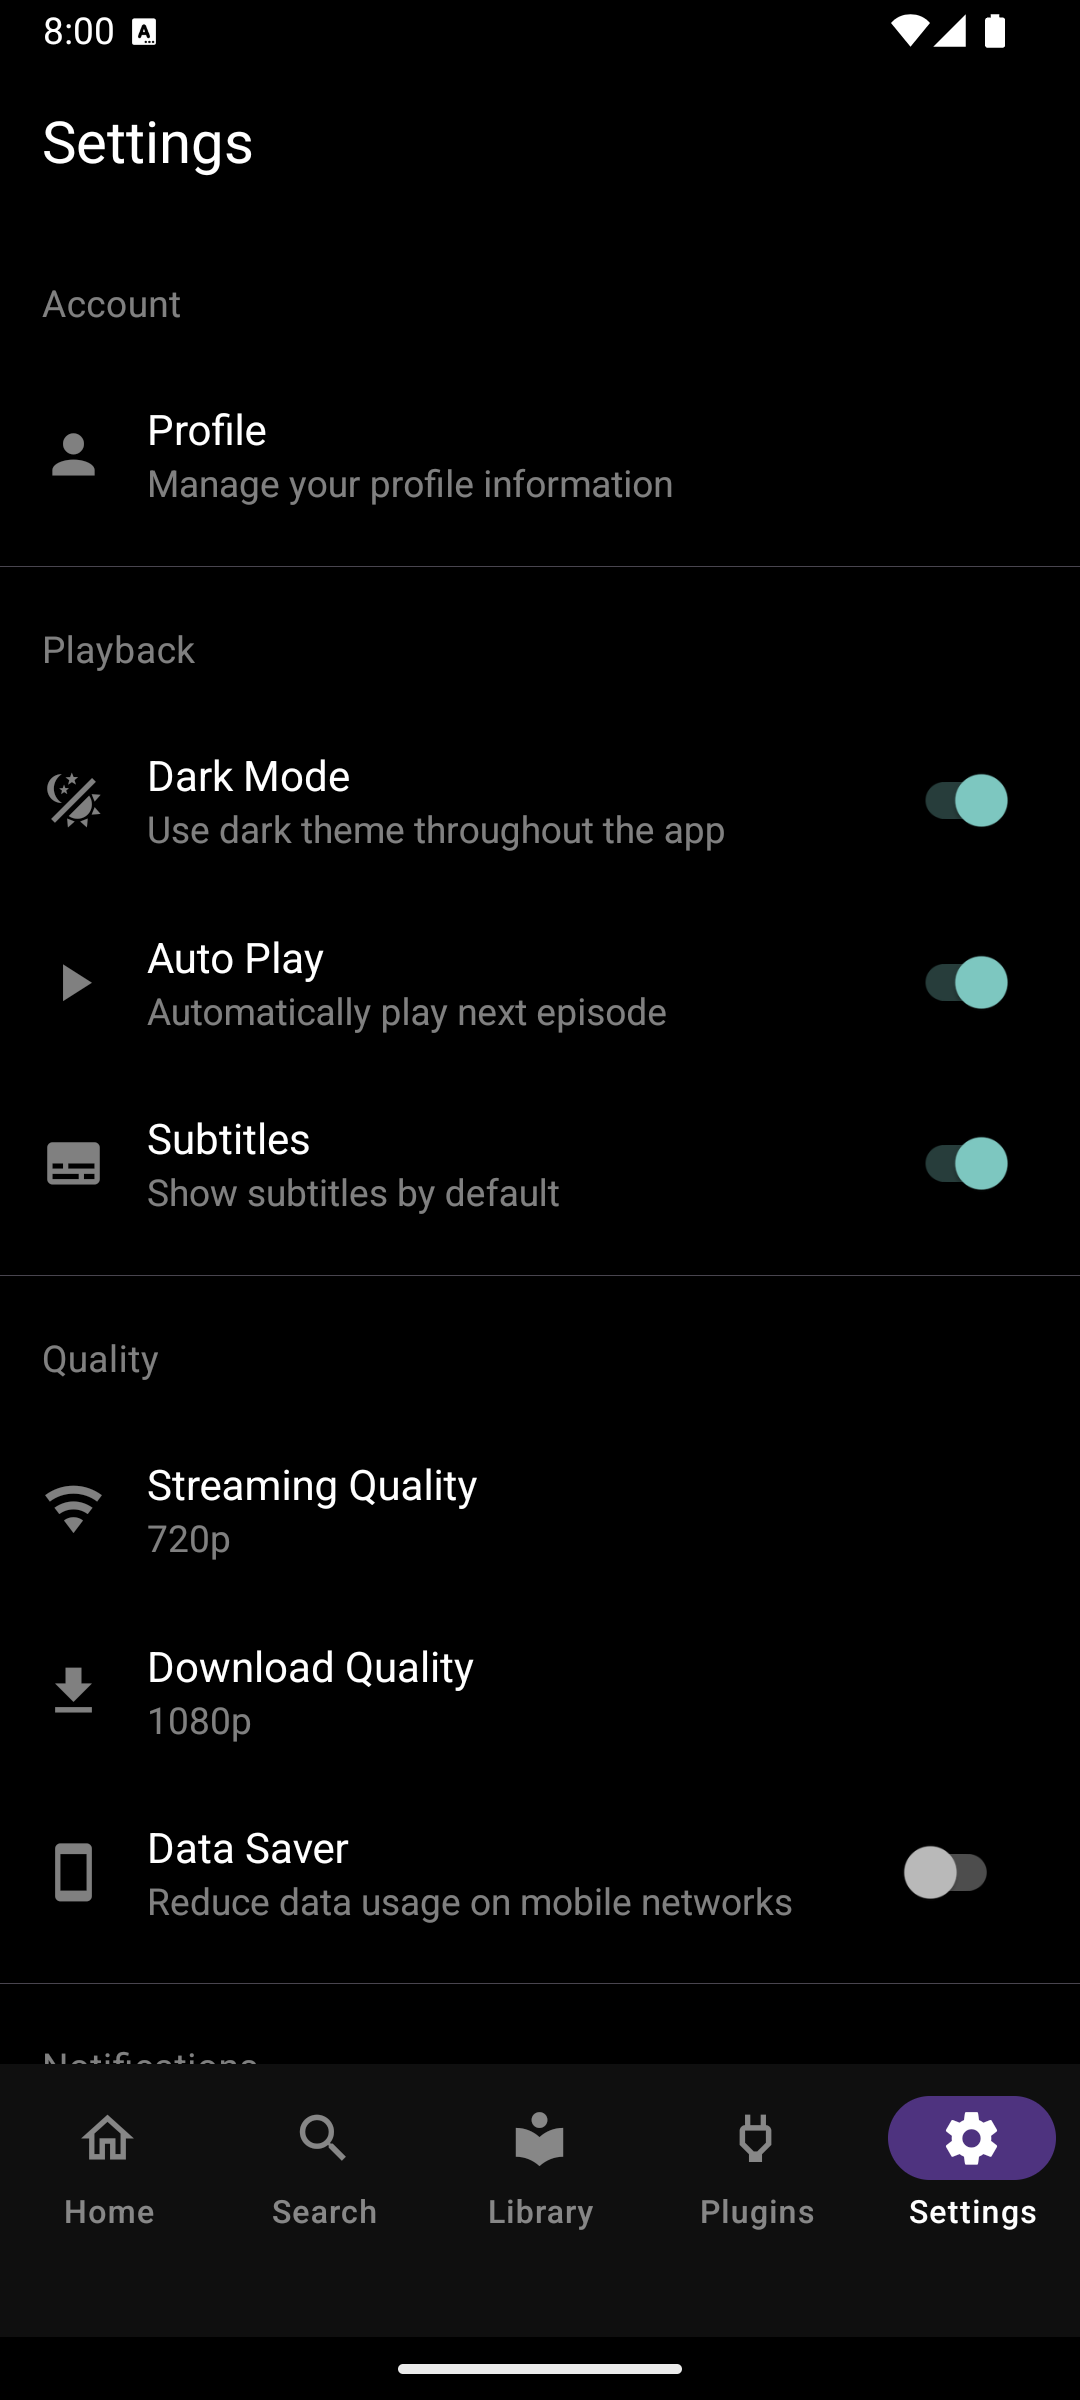 8:00
Settings
Account
Profile
Manage your profile information
Playback
Dark Mode
Use dark theme throughout the app
Auto Play
Automatically play next episode
Subtitles
Show subtitles by default
Quality
Streaming Quality
720p
Download Quality
1080p
Data Saver
Reduce data usage on mobile networks
Notifications
Home
Search
Library
Plugins
Settings